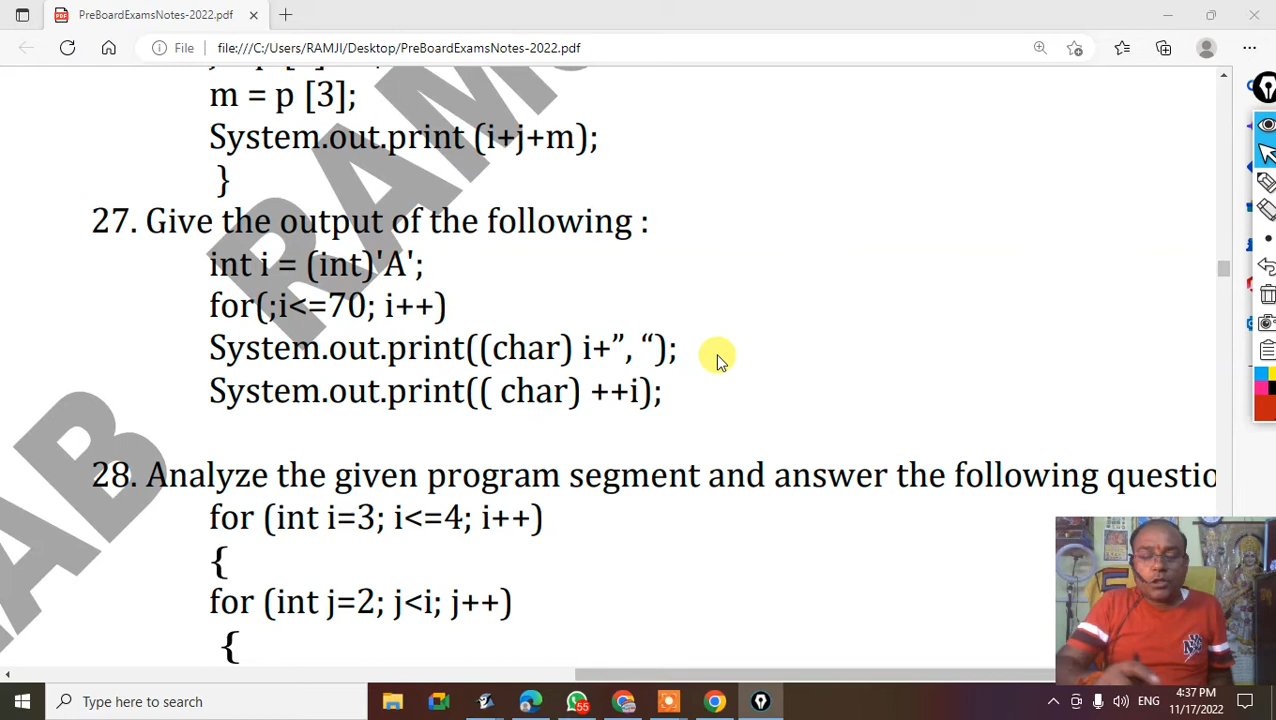 PreBoardExamsNotes-2022.pdf
File file:///C:/Users/RAMJI/Desktop/PreBoardExamsNotes-2022.pdf
m = p [3];
System.out.print (i+j+m);
}
27. Give the output of the following :
int i = (int)'A';
for(;i<=70; i++)
System.out.print((char) i+”, “);
System.out.print(( char) ++i);
28. Analyze the given program segment and answer the following questio
for (int i=3; i<=4; i++)
{
for (int j=2; j<i; j++)
{
Type here to search
55
ENG
4:37 PM
11/17/2022